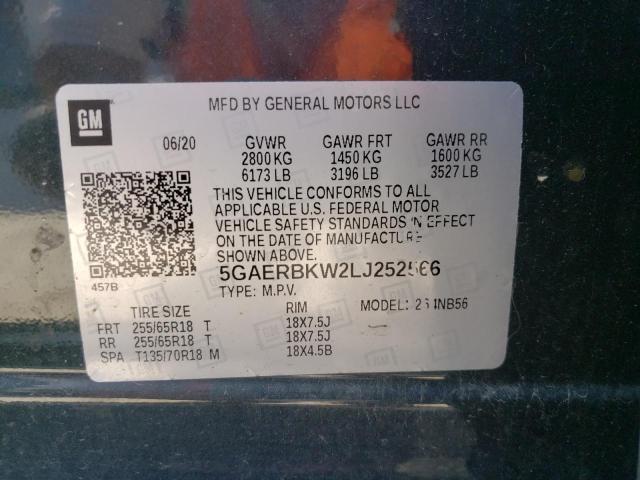 GM
MFD BY GENERAL MOTORS LLC
06/20 GVWR GAWR FRT GAWR RR
2800 KG 1450 KG 1600 KG
6173 LB 3196 LB 3527 LB
THIS VEHICLE CONFORMS TO ALL
APPLICABLE U.S. FEDERAL MOTOR
VEHICLE SAFETY STANDARDS IN EFFECT
ON THE DATE OF MANUFACTURE
SHOWN ABOVE.
457B
TYPE: M.P.V. MODEL:
TIRE SIZE RIM
FRT 255/65R18 T 18X7.5J
RR 255/65R18 T 18X7.5J
SPA T135/70R18 M 18X4.5B